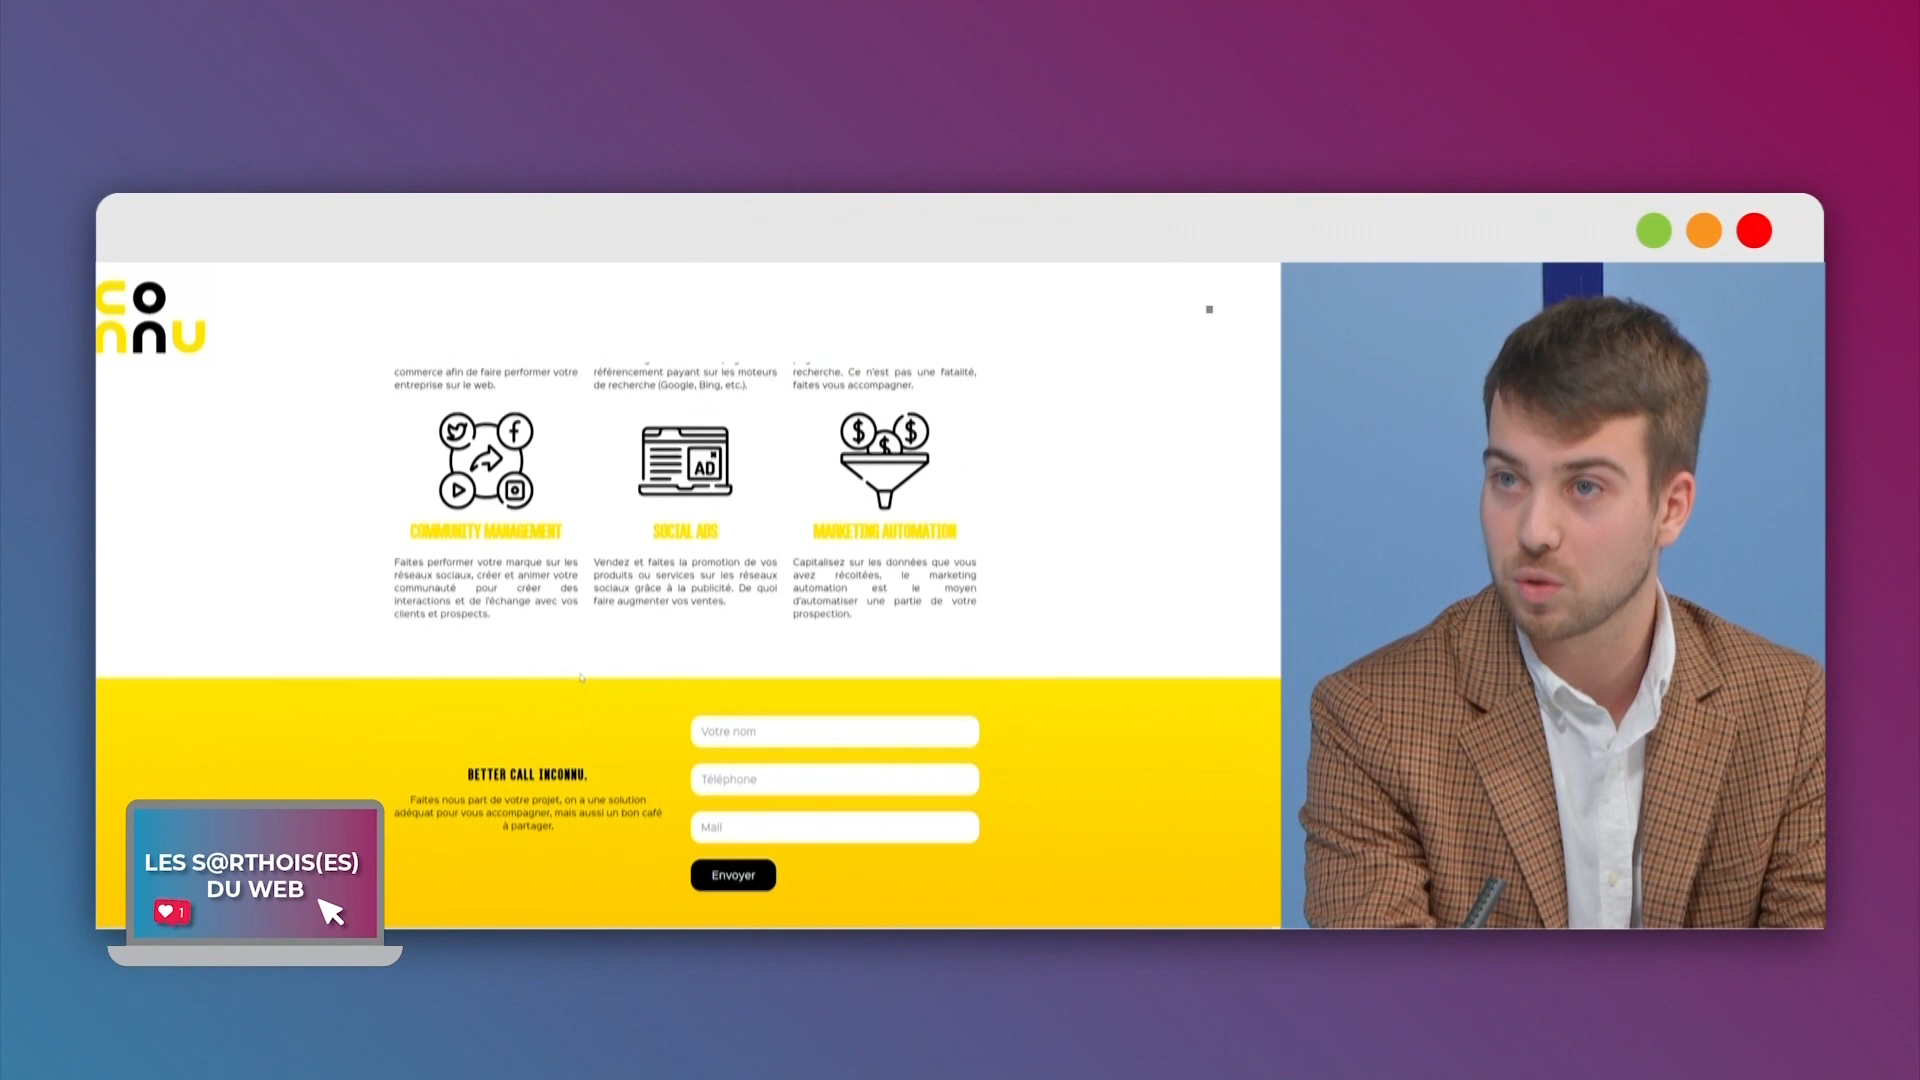 CO
NNU
commerce afin de faire performer votre
entreprise sur le web.
référencement payant sur les moteurs
de recherche (Google, Bing, etc.).
recherche. Ce n'est pas une fatalité,
faites vous accompagner.
$ $ $
AD
COMMUNITY MANAGEMENT
Faites performer votre marque sur les
réseaux sociaux, créer et animer votre
communauté pour créer des
interactions et de l'échange avec vos
clients et prospects.
SOCIAL ADS
Vendez et faites la promotion de vos
produits ou services sur les réseaux
sociaux grâce à la publicité. De quoi
faire augmenter vos ventes.
MARKETING AUTOMATION
Capitalisez sur les données que vous
avez récoltées, le marketing
automation est le moyen
d'automatiser une partie de votre
prospection.
BETTER CALL INCONNU.
Faites nous part de votre projet, on a une solution
adéquat pour vous accompagner, mais aussi un bon café
à partager.
Votre nom
Téléphone
Mail
Envoyer
LES S@RTHOIS(ES)
DU WEB
1